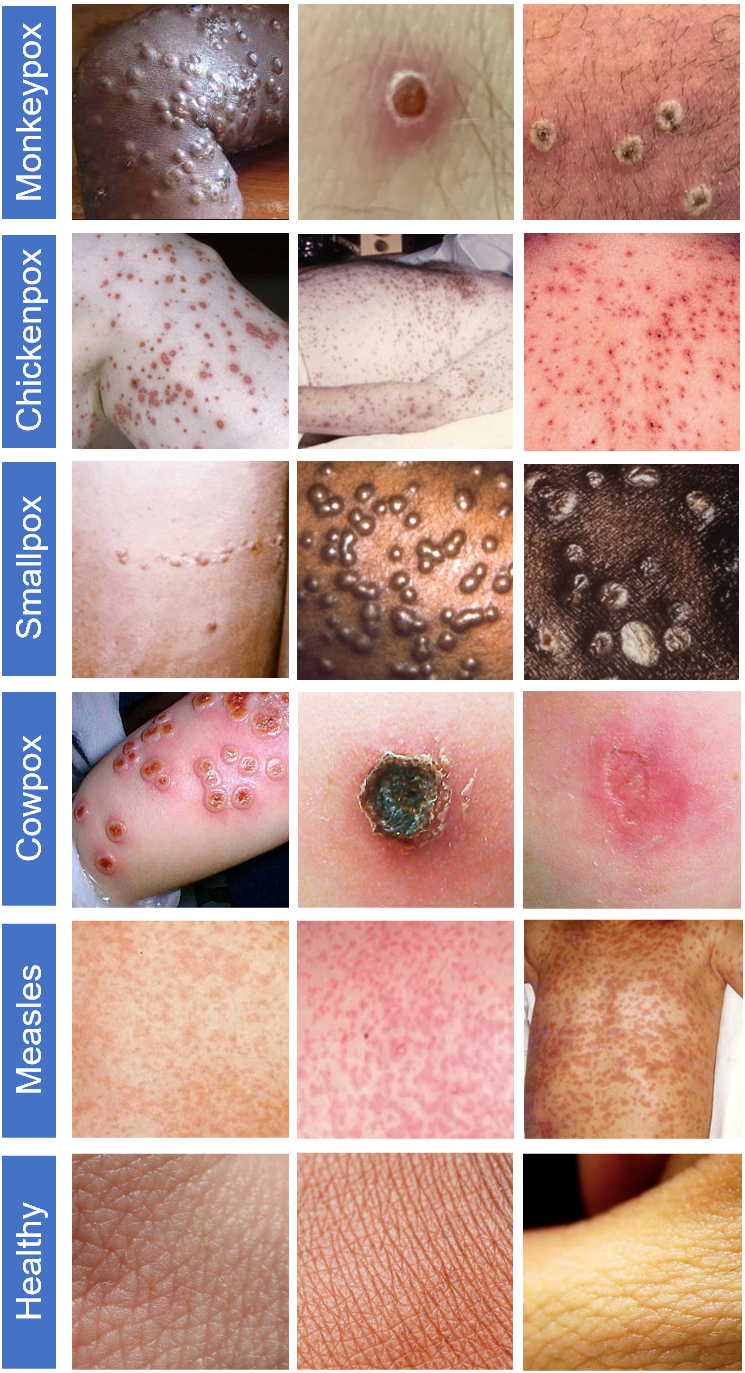 Monkeypox
Chickenpox
Smallpox
Cowpox
Measles
Healthy